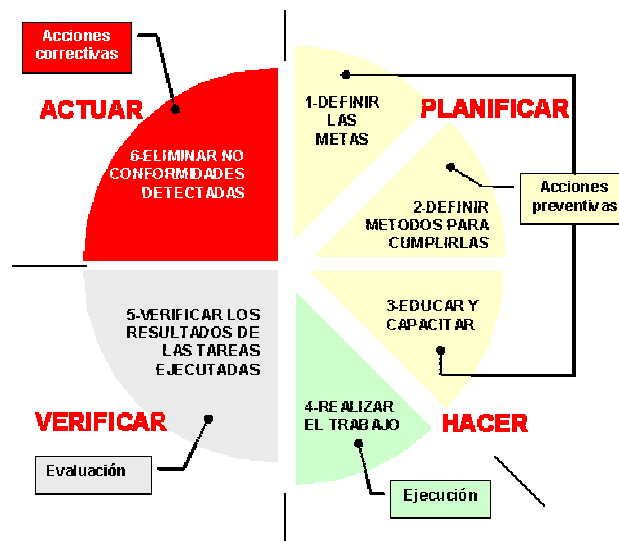 Acciones
correctivas
ACTUAR
6-ELIMINAR NO
CONFORMIDADES
DETECTADAS
1-DEFINIR
LAS
METAS
PLANIFICAR
2-DEFINIR
METODOS PARA
CUMPLIRLAS
Acciones
preventivas
3-EDUCAR Y
CAPACITAR
HACER
4-REALIZAR
EL TRABAJO
Ejecución
5-VERIFICAR LOS
RESULTADOS DE
LAS TAREAS
EJECUTADAS
VERIFICAR
Evaluación